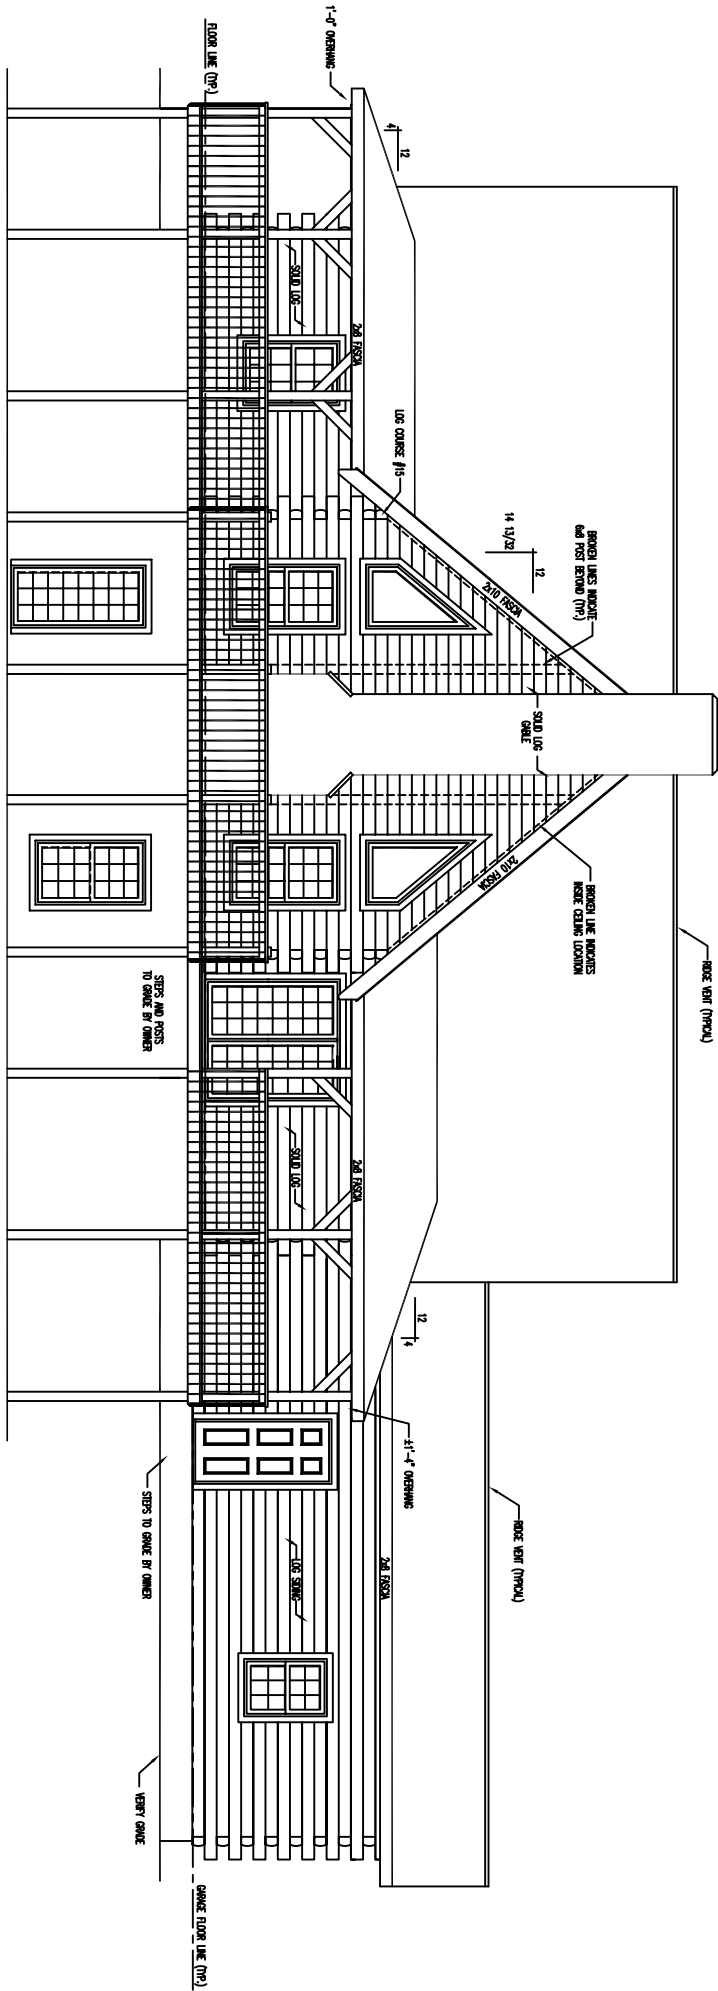 RIDGE VENT (TYPICAL)
BROKEN LINES INDICATE
6x8 POST BEYOND (TYP.)
BROKEN LINE INDICATES
INSIDE CEILING LOCATION
12
14 13/32
SOLID LOG
GABLE
2x10 FASCIA
2x10 FASCIA
RIDGE VENT (TYPICAL)
12
4
LOG COURSE #15
12
4
±1'-4" OVERHANG
1'-0" OVERHANG
2x8 FASCIA
2x8 FASCIA
2x8 FASCIA
SOLID LOG
SOLID LOG
LOG SIDING
FLOOR LINE (TYP.)
GARAGE FLOOR LINE (TYP.)
STEPS AND POSTS
TO GRADE BY OWNER
STEPS TO GRADE BY OWNER
VERIFY GRADE